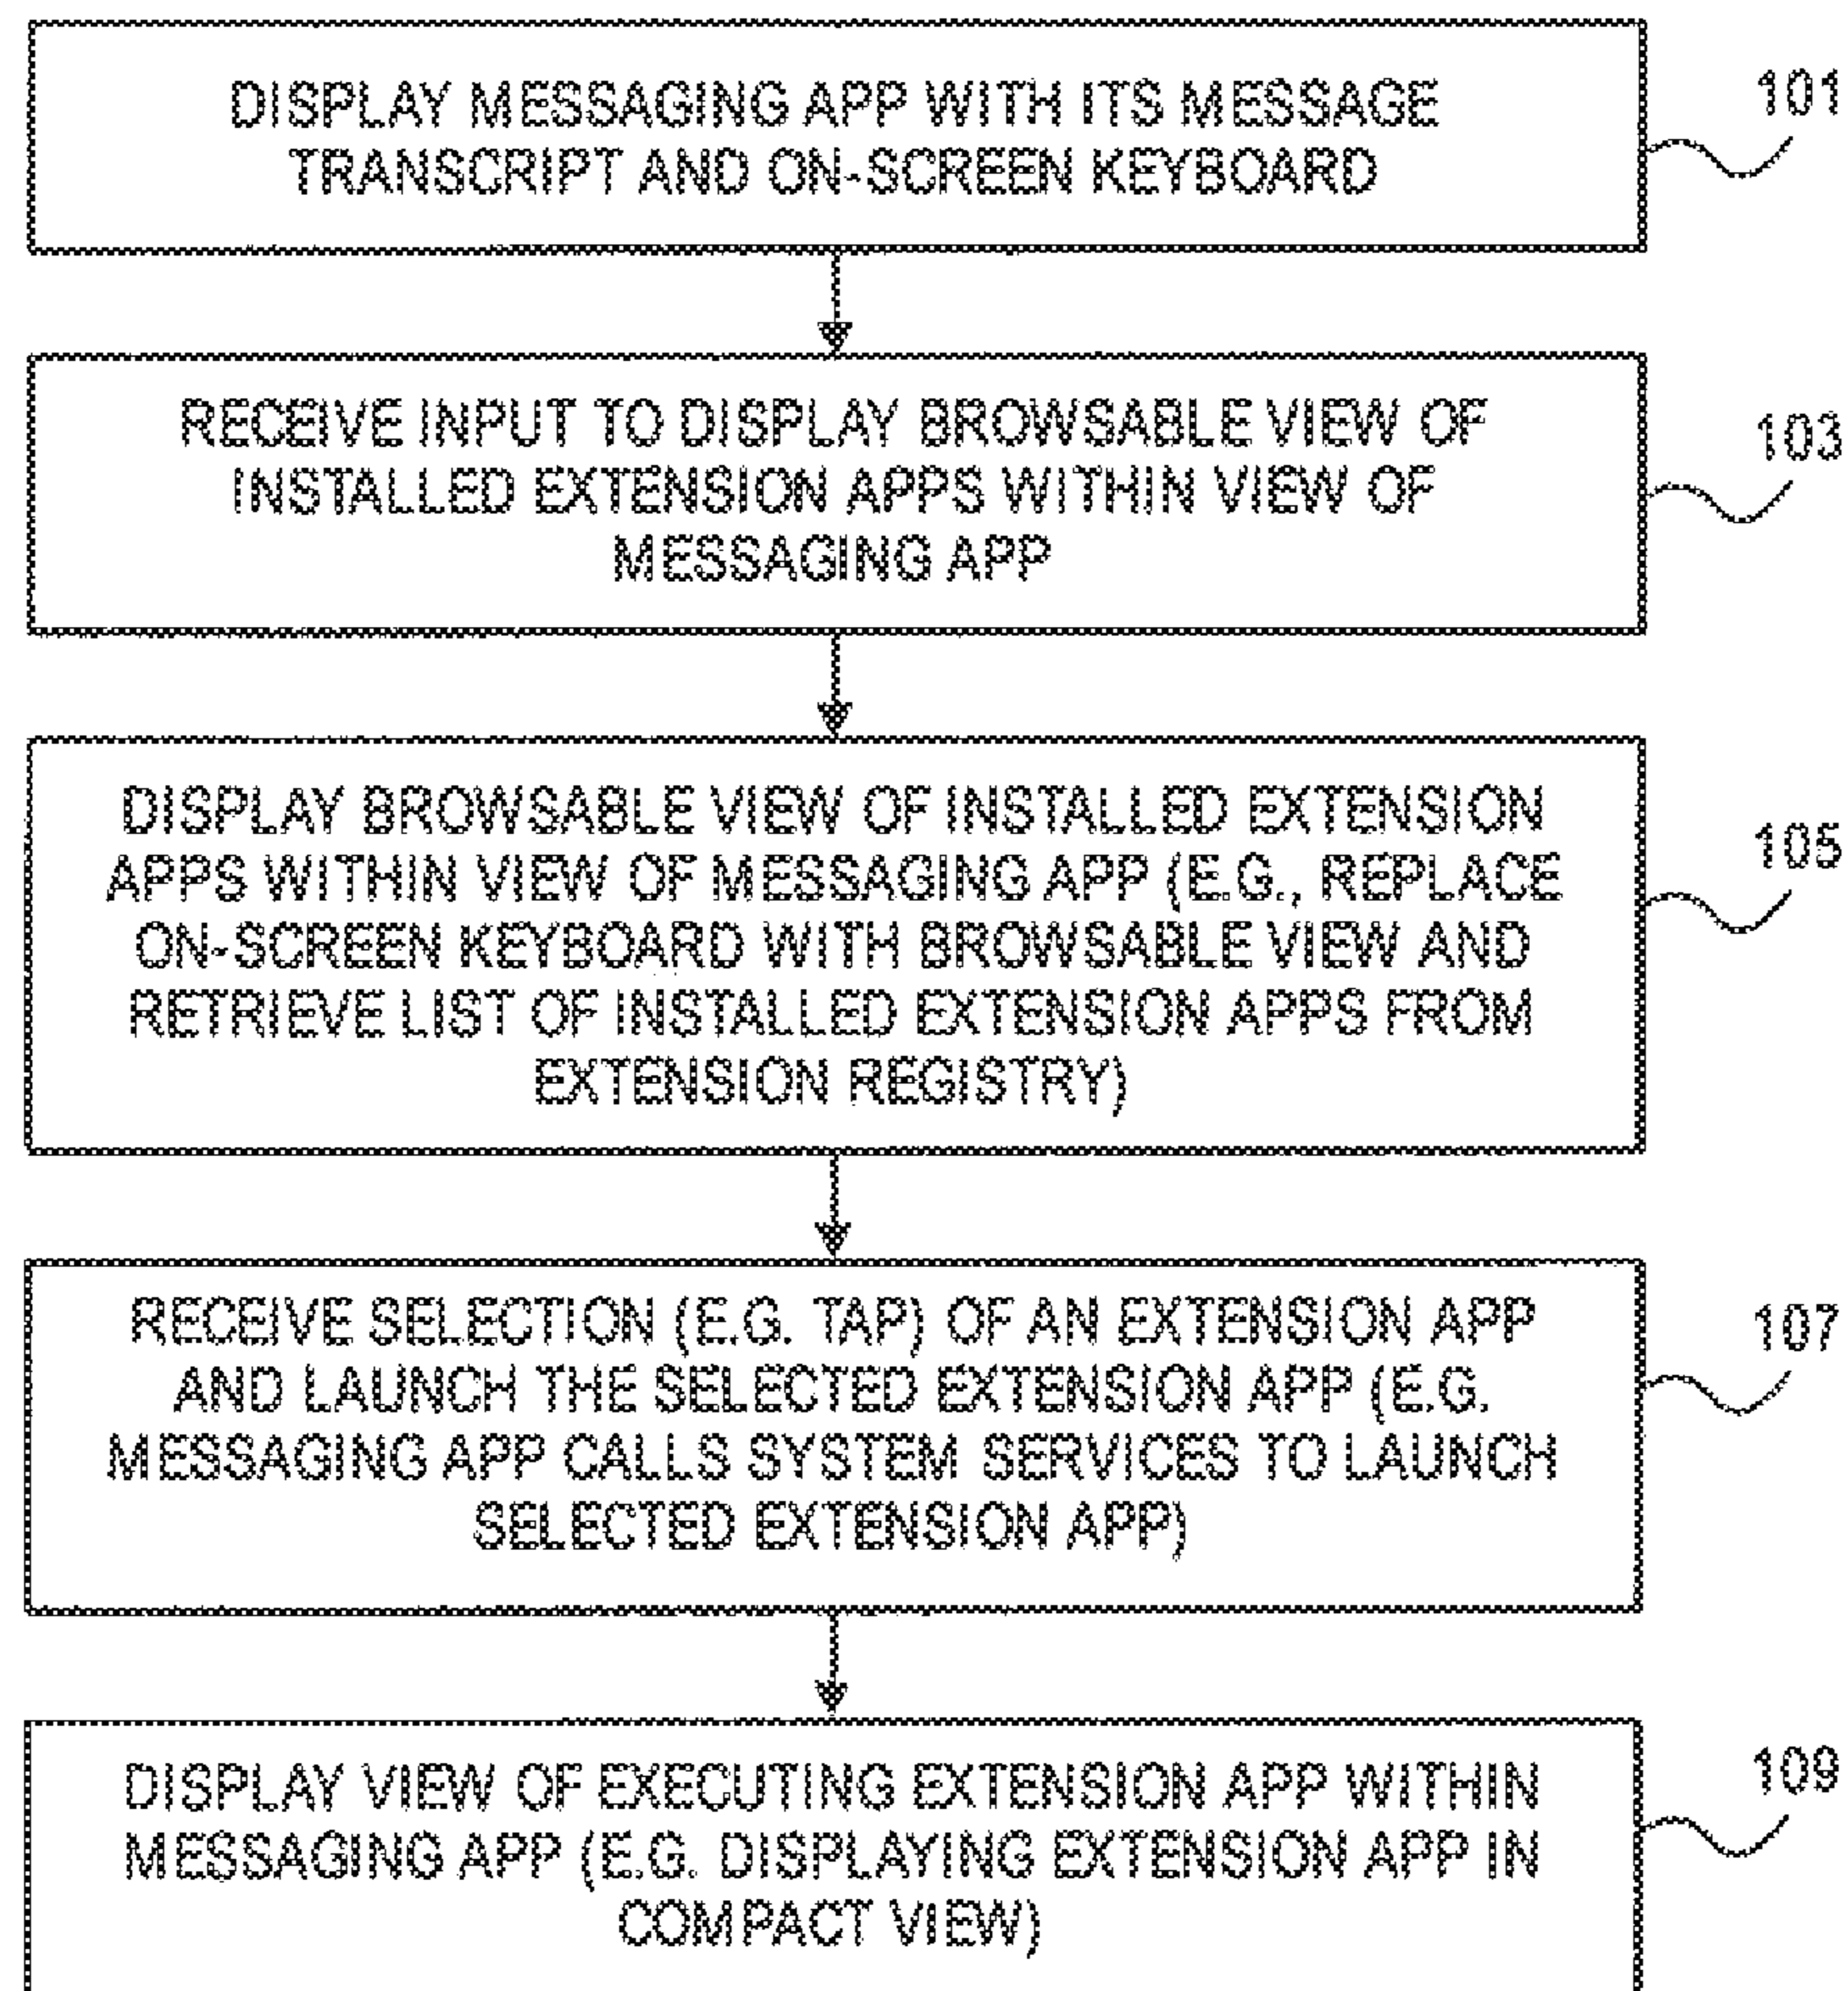 DISPLAY MESSAGING APP WITH ITS MESSAGE
TRANSCRIPT AND ON-SCREEN KEYBOARD
101
RECEIVE INPUT TO DISPLAY BROWSABLE VIEW OF
INSTALLED EXTENSION APPS WITHIN VIEW OF
MESSAGING APP
103
DISPLAY BROWSABLE VIEW OF INSTALLED EXTENSION
APPS WITHIN VIEW OF MESSAGING APP (E.G., REPLACE
ON-SCREEN KEYBOARD WITH BROWSABLE VIEW AND
RETRIEVE LIST OF INSTALLED EXTENSION APPS FROM
EXTENSION REGISTRY)
105
RECEIVE SELECTION (E.G. TAP) OF AN EXTENSION APP
AND LAUNCH THE SELECTED EXTENSION APP (E.G.
MESSAGING APP CALLS SYSTEM SERVICES TO LAUNCH
SELECTED EXTENSION APP)
107
DISPLAY VIEW OF EXECUTING EXTENSION APP WITHIN
MESSAGING APP (E.G. DISPLAYING EXTENSION APP IN
COMPACT VIEW)
109